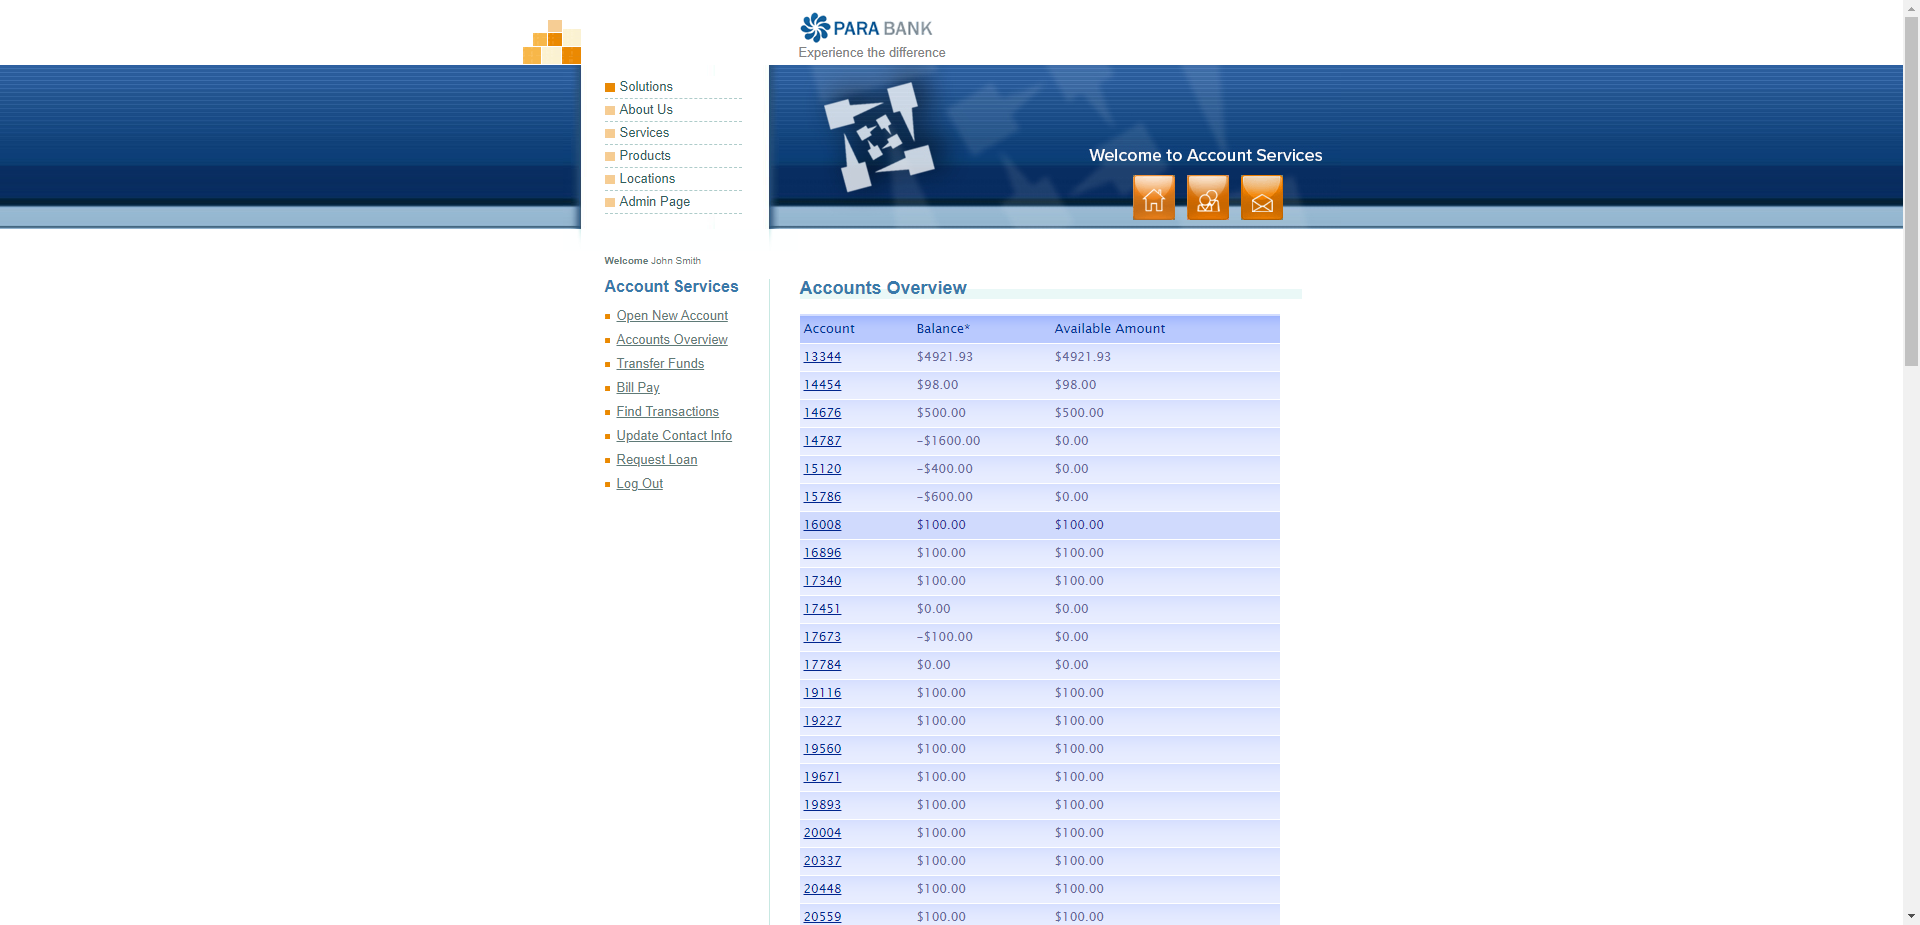 PARA BANK
Experience the difference
Solutions
About Us
Services
Products
Locations
Admin Page
Welcome to Account Services
Welcome John Smith
Account Services
Open New Account
Accounts Overview
Transfer Funds
Bill Pay
Find Transactions
Update Contact Info
Request Loan
Log Out
Accounts Overview
Account Balance* Available Amount
13344 $4921.93 $4921.93
14454 $98.00 $98.00
14676 $500.00 $500.00
14787 -$1600.00 $0.00
15120 -$400.00 $0.00
15786 -$600.00 $0.00
16008 $100.00 $100.00
16896 $100.00 $100.00
17340 $100.00 $100.00
17451 $0.00 $0.00
17673 -$100.00 $0.00
17784 $0.00 $0.00
19116 $100.00 $100.00
19227 $100.00 $100.00
19560 $100.00 $100.00
19671 $100.00 $100.00
19893 $100.00 $100.00
20004 $100.00 $100.00
20337 $100.00 $100.00
20448 $100.00 $100.00
20559 $100.00 $100.00